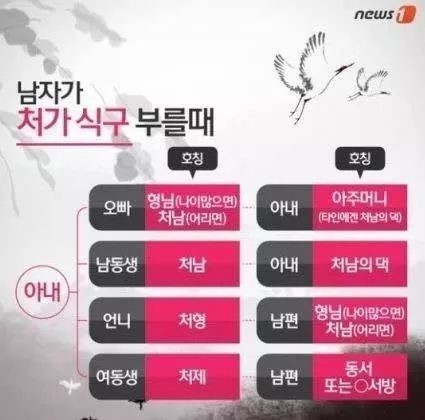 news1
남자가
처가 식구 부를때
호칭
호칭
오빠
형님(나이많으면)
처남(어리면)
아내
아주머니
(타인에겐 처남의 댁)
남동생
처남
아내
처남의 댁
아내
언니
처형
남편
형님(나이많으면)
처남(어리면)
여동생
처제
남편
동서
또는 ○서방